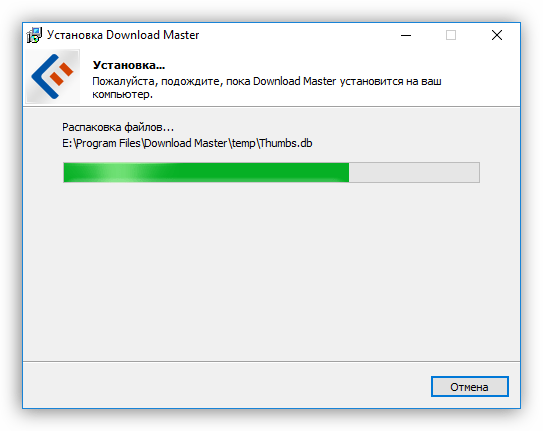 Установка Download Master
Установка...
Пожалуйста, подождите, пока Download Master установится на ваш
компьютер.
Распаковка файлов...
E:\Program Files\Download Master\temp\Thumbs.db
Отмена